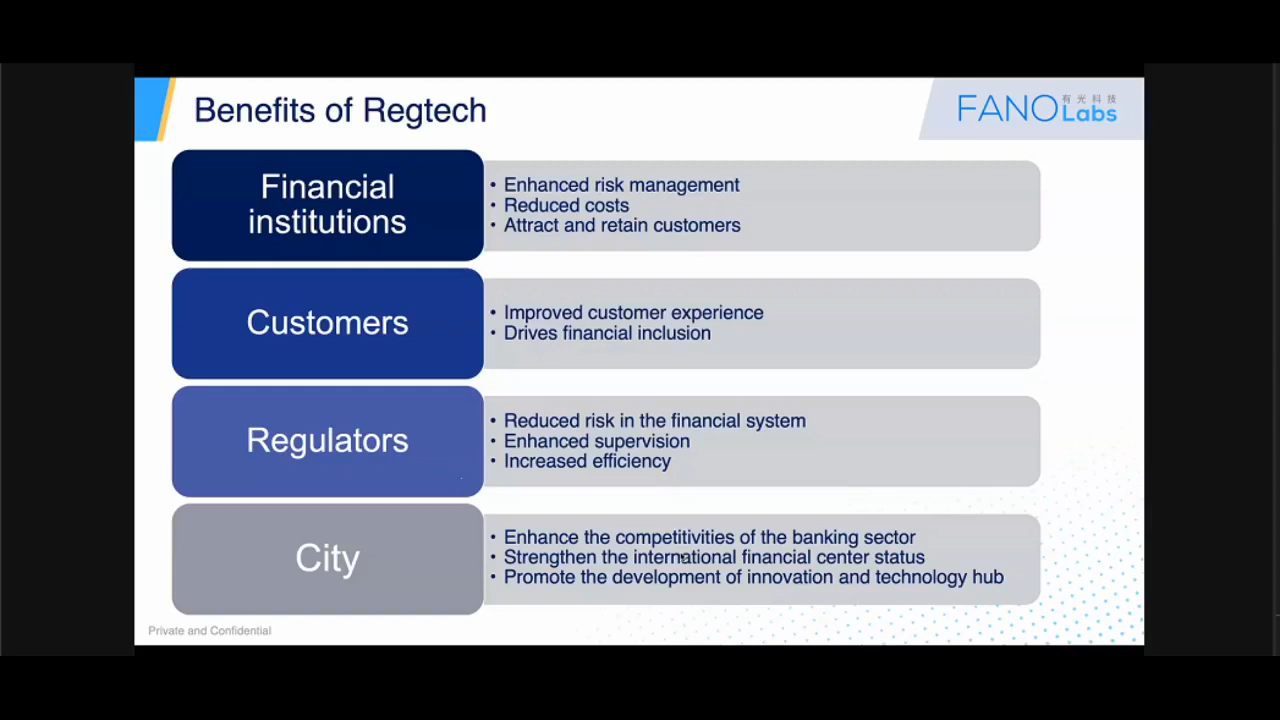 Benefits of Regtech
FANO 有光科技
Labs
Financial
institutions
• Enhanced risk management
• Reduced costs
• Attract and retain customers
Customers
• Improved customer experience
• Drives financial inclusion
Regulators
• Reduced risk in the financial system
• Enhanced supervision
• Increased efficiency
City
• Enhance the competitivities of the banking sector
• Strengthen the international financial center status
• Promote the development of innovation and technology hub
Private and Confidential